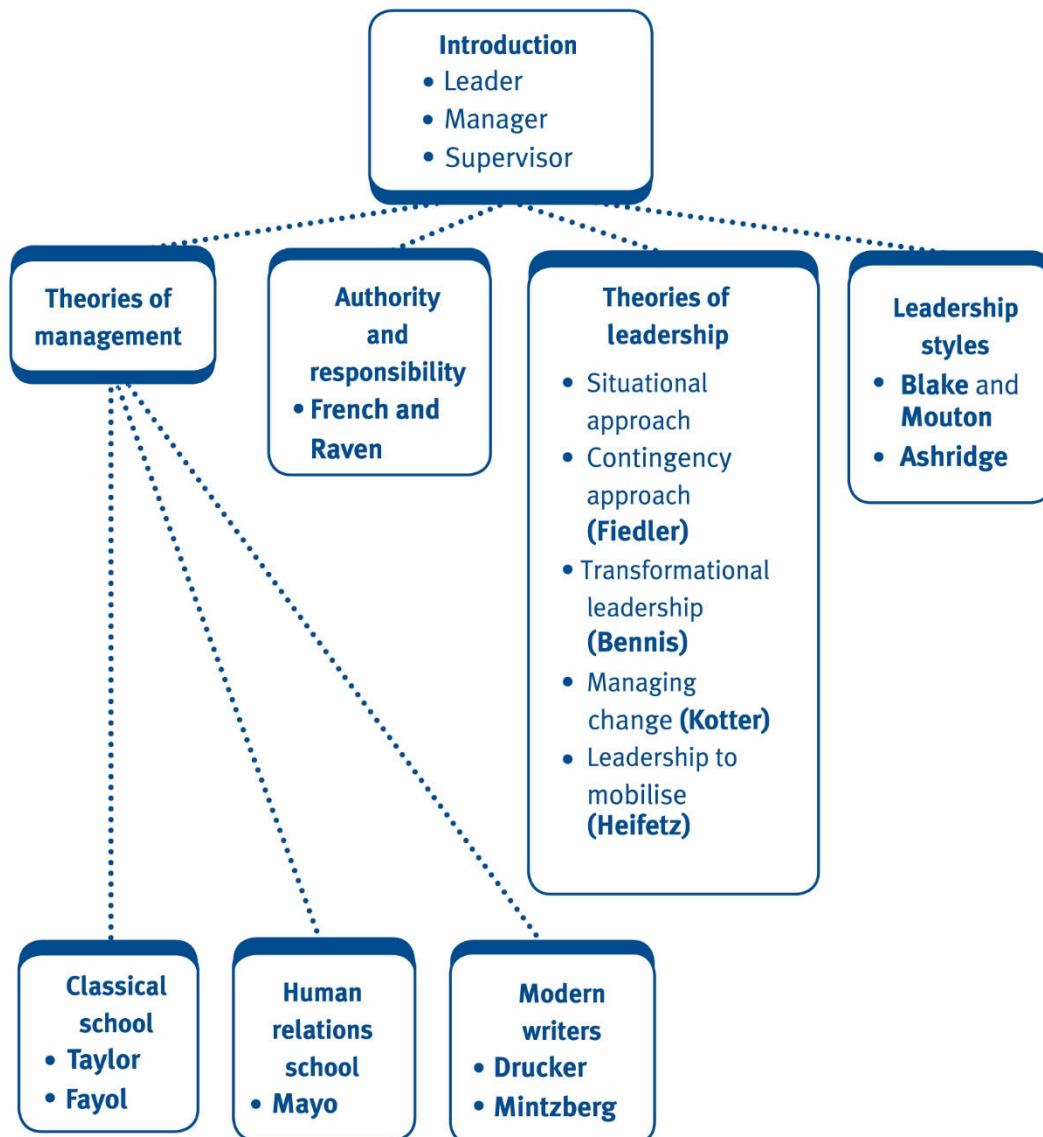 Introduction
• Leader
• Manager
• Supervisor
Theories of
management
Authority
and
responsibility
• French and
Raven
Theories of
leadership
• Situational
approach
• Contingency
approach
(Fiedler)
• Transformational
leadership
(Bennis)
• Managing
change (Kotter)
• Leadership to
mobilise
(Heifetz)
Leadership
styles
• Blake and
Mouton
• Ashridge
Classical
school
• Taylor
• Fayol
Human
relations
school
• Mayo
Modern
writers
• Drucker
• Mintzberg